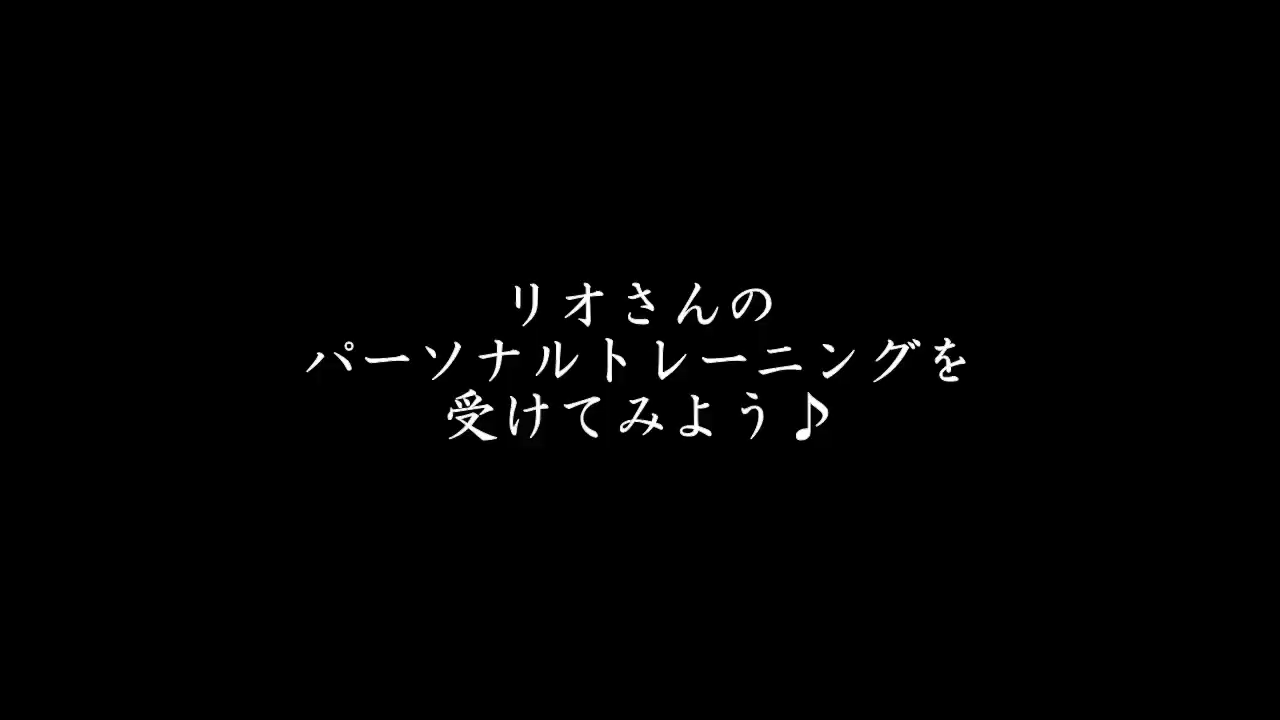 リオさんの
パーソナルトレーニングを
受けてみよう♪